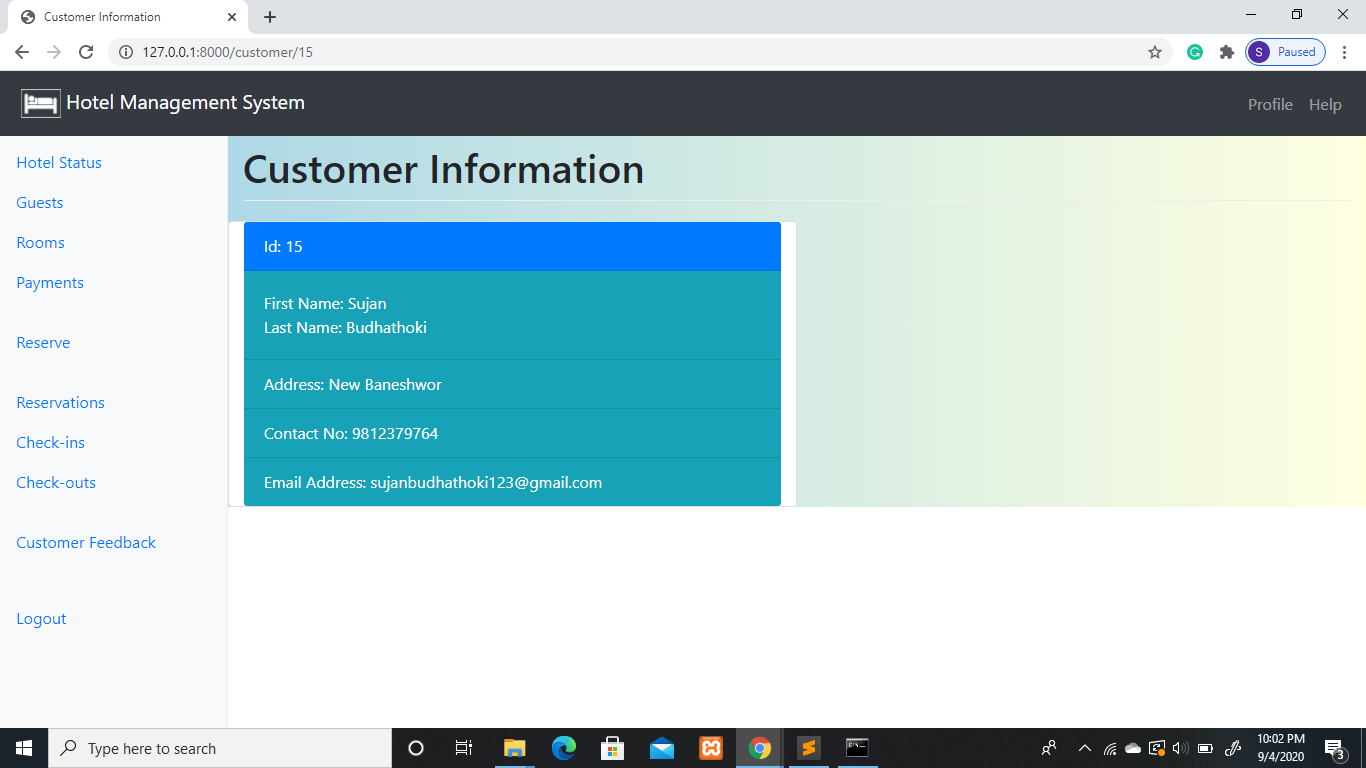 Customer Information
127.0.0.1:8000/customer/15
S
Paused
Hotel Management System
Profile
Help
Hotel Status
Guests
Rooms
Payments
Reserve
Reservations
Check-ins
Check-outs
Customer Feedback
Logout
Customer Information
Id: 15
First Name: Sujan
Last Name: Budhathoki
Address: New Baneshwor
Contact No: 9812379764
Email Address: sujanbudhathoki123@gmail.com
Type here to search
10:02 PM
9/4/2020
3